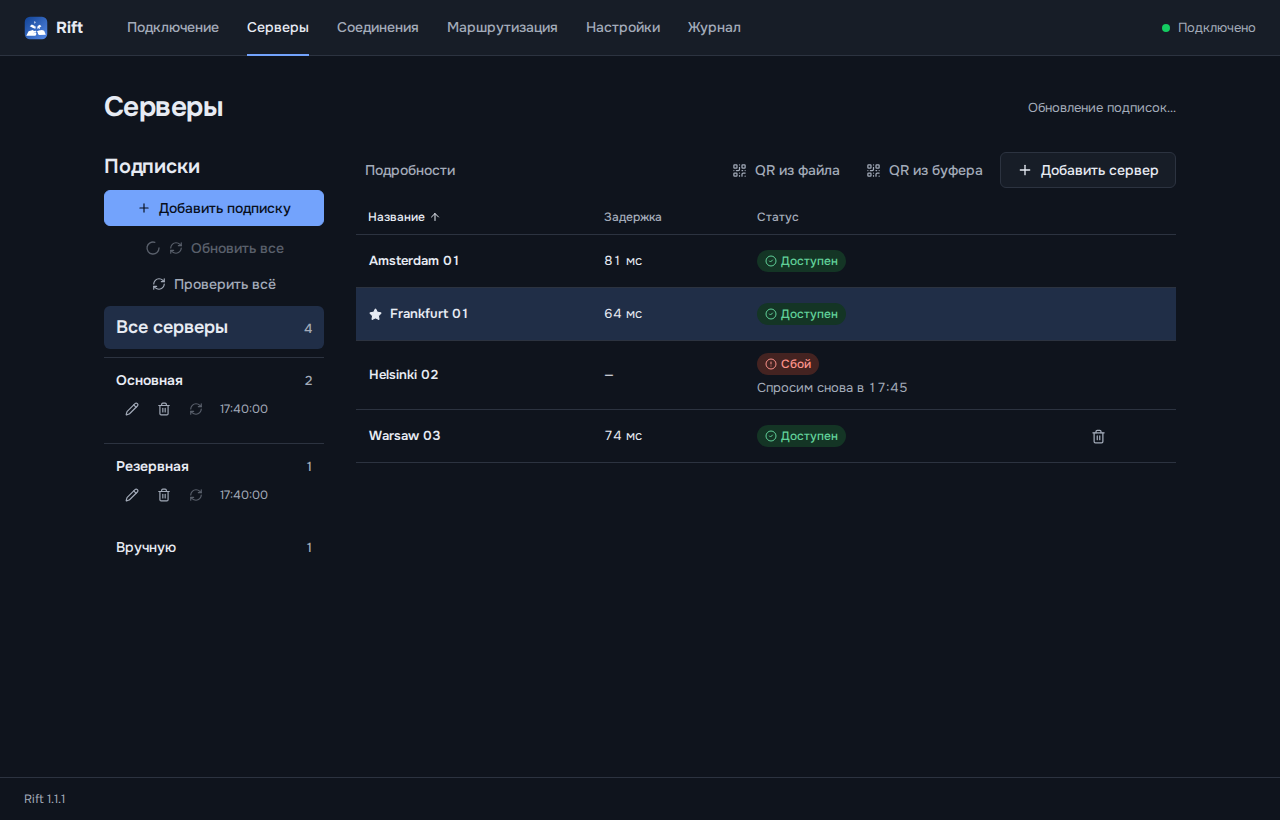 Rift
Подключение
Серверы
Соединения
Маршрутизация
Настройки
Журнал
Подключено
Серверы
Обновление подписок...
Подписки
Добавить подписку
Обновить все
Проверить всё
Все серверы 4
Основная 2
17:40:00
Резервная 1
17:40:00
Вручную 1
Подробности
QR из файла
QR из буфера
Добавить сервер
Название Задержка Статус
Amsterdam 01 81 мс Доступен
Frankfurt 01 64 мс Доступен
Helsinki 02 — Сбой
Спросим снова в 17:45
Warsaw 03 74 мс Доступен
Rift 1.1.1